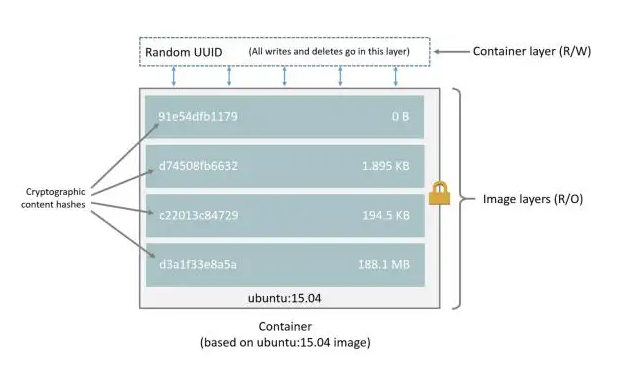 Random UUID (All writes and deletes go in this layer)
Container layer (R/W)
91e54dfb1179 0 B
d74508fb6632 1.895 KB
Cryptographic
content hashes
Image layers (R/O)
c22013c84729 194.5 KB
d3a1f33e8a5a 188.1 MB
ubuntu:15.04
Container
(based on ubuntu:15.04 image)